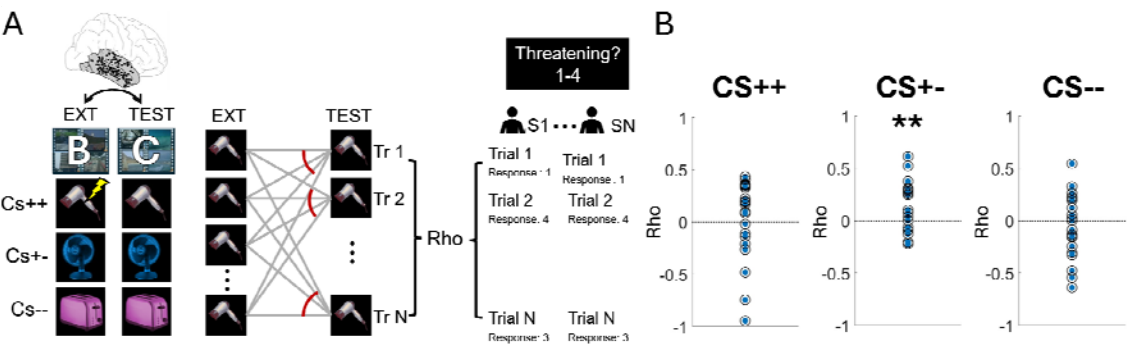 A
EXT TEST
B C
Cs++
Cs+-
Cs--
EXT TEST
Tr 1
Tr 2
Tr N
Rho
Threatening?
1-4
S1 ••• SN
Trial 1 Trial 1
Response : 1 Response . 1
Trial 2 Trial 2
Response. 4 Response. 4
Trial N Trial N
Response: 3 Response: 3
B
CS++
Rho
1
0.5
0
-0.5
-1
CS+-
**
Rho
1
0.5
0
-0.5
-1
CS--
Rho
1
0.5
0
-0.5
-1